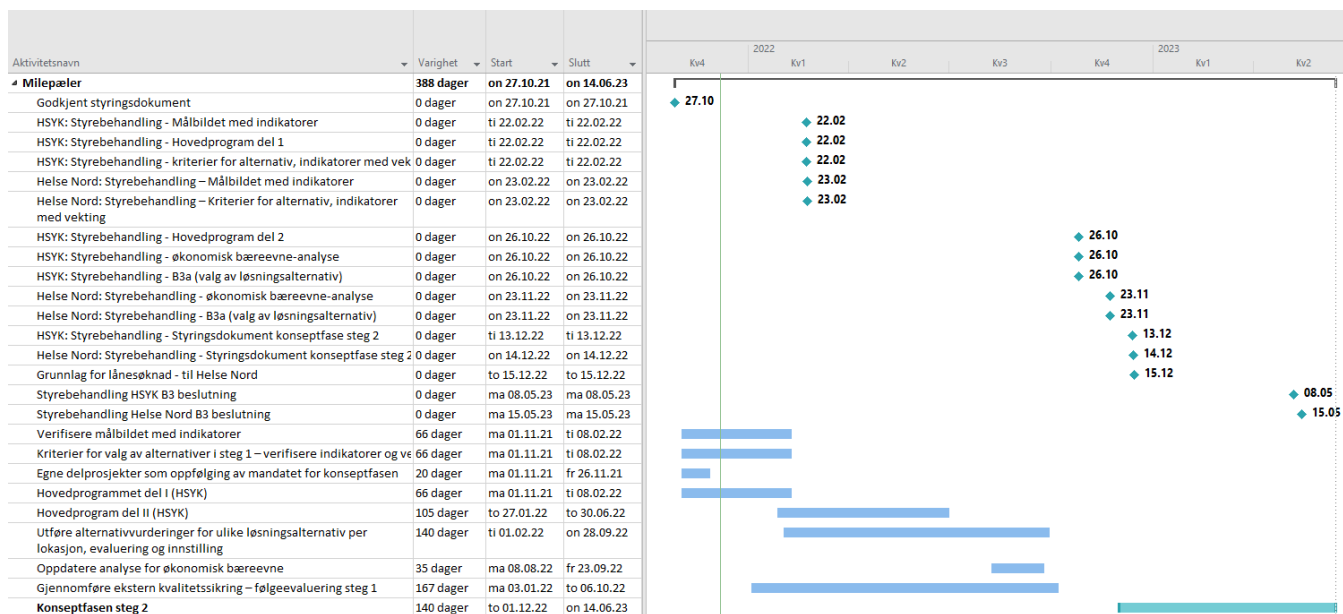 2022 2023
Aktivitetsnavn Varighet Start Slutt Kv4 Kv1 Kv2 Kv3 Kv4 Kv1 Kv2
Milepæler 388 dager on 27.10.21 on 14.06.23
Godkjent styringsdokument 0 dager on 27.10.21 on 27.10.21 27.10
HSYK: Styrebehandling - Målbildet med indikatorer 0 dager ti 22.02.22 ti 22.02.22 22.02
HSYK: Styrebehandling - Hovedprogram del 1 0 dager ti 22.02.22 ti 22.02.22 22.02
HSYK: Styrebehandling - kriterier for alternativ, indikatorer med vek 0 dager ti 22.02.22 ti 22.02.22 22.02
Helse Nord: Styrebehandling – Målbildet med indikatorer 0 dager on 23.02.22 on 23.02.22 23.02
Helse Nord: Styrebehandling – Kriterier for alternativ, indikatorer 0 dager on 23.02.22 on 23.02.22 23.02
med vekting
HSYK: Styrebehandling - Hovedprogram del 2 0 dager on 26.10.22 on 26.10.22 26.10
HSYK: Styrebehandling - økonomisk bæreevne-analyse 0 dager on 26.10.22 on 26.10.22 26.10
HSYK: Styrebehandling - B3a (valg av løsningsalternativ) 0 dager on 26.10.22 on 26.10.22 26.10
Helse Nord: Styrebehandling - økonomisk bæreevne-analyse 0 dager on 23.11.22 on 23.11.22 23.11
Helse Nord: Styrebehandling - B3a (valg av løsningsalternativ) 0 dager on 23.11.22 on 23.11.22 23.11
HSYK: Styrebehandling - Styringsdokument konseptfase steg 2 0 dager ti 13.12.22 ti 13.12.22 13.12
Helse Nord: Styrebehandling - Styringsdokument konseptfase steg 2 0 dager on 14.12.22 on 14.12.22 14.12
Grunnlag for lånesøknad - til Helse Nord 0 dager to 15.12.22 to 15.12.22 15.12
Styrebehandling HSYK B3 beslutning 0 dager ma 08.05.23 ma 08.05.23 08.05
Styrebehandling Helse Nord B3 beslutning 0 dager ma 15.05.23 ma 15.05.23 15.05
Verifisere målbildet med indikatorer 66 dager ma 01.11.21 ti 08.02.22
Kriterier for valg av alternativer i steg 1 – verifisere indikatorer og ve 66 dager ma 01.11.21 ti 08.02.22
Egne delprosjekter som oppfølging av mandatet for konseptfasen 20 dager ma 01.11.21 fr 26.11.21
Hovedprogrammet del I (HSYK) 66 dager ma 01.11.21 ti 08.02.22
Hovedprogram del II (HSYK) 105 dager to 27.01.22 to 30.06.22
Utføre alternativvurderinger for ulike løsningsalternativ per 140 dager ti 01.02.22 on 28.09.22
lokasjon, evaluering og innstilling
Oppdatere analyse for økonomisk bæreevne 35 dager ma 08.08.22 fr 23.09.22
Gjennomføre ekstern kvalitetssikring – følgeevaluering steg 1 167 dager ma 03.01.22 to 06.10.22
Konseptfasen steg 2 140 dager to 01.12.22 on 14.06.23